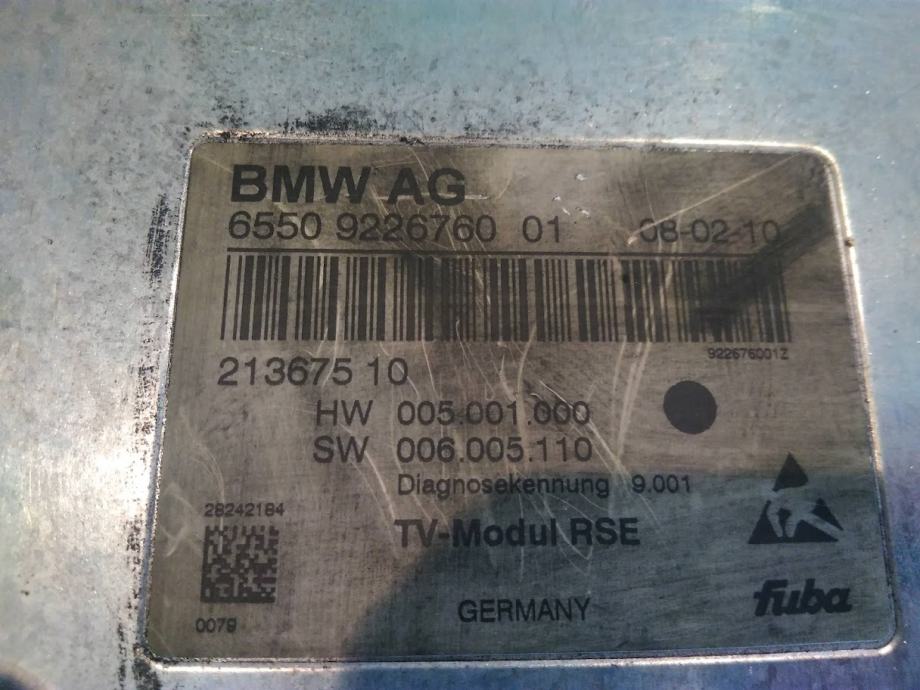 BMW AG
6550 9226760 01 08-02-10
922676001Z
213675 10
HW 005.001.000
SW 006.005.110
Diagnosekennung 9.001
28242184
TV-Modul RSE
GERMANY
fuba
0079